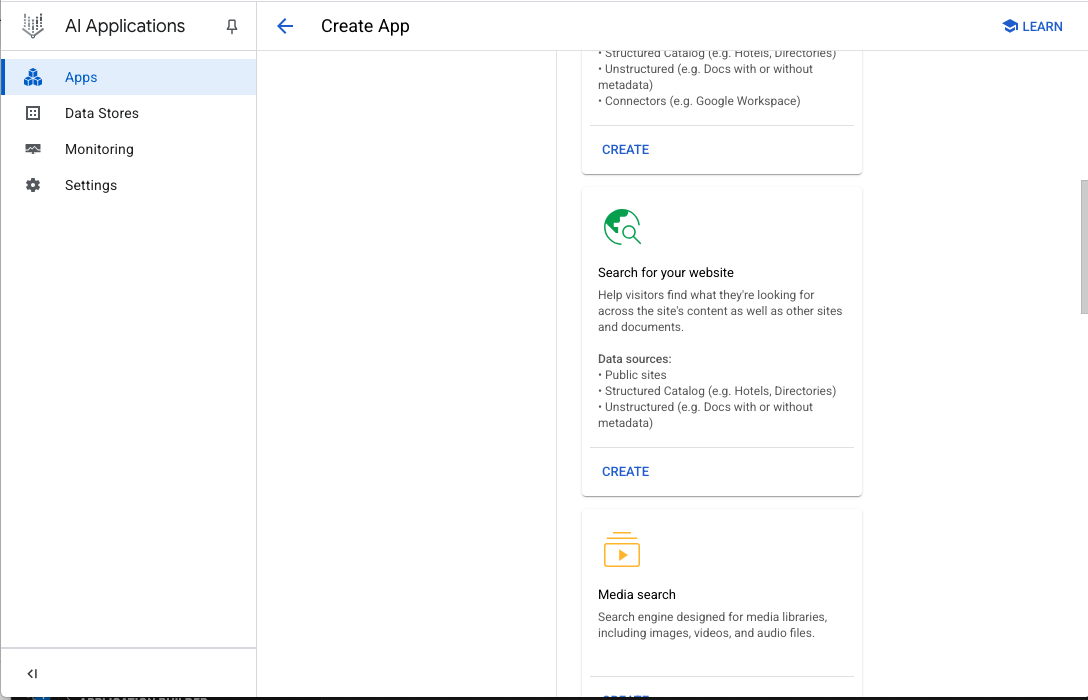 AI Applications
Create App
LEARN
Apps
Data Stores
Monitoring
Settings
• Structured Catalog (e.g. Hotels, Directories)
• Unstructured (e.g. Docs with or without
metadata)
• Connectors (e.g. Google Workspace)
CREATE
Search for your website
Help visitors find what they're looking for
across the site's content as well as other sites
and documents.
Data sources:
• Public sites
• Structured Catalog (e.g. Hotels, Directories)
• Unstructured (e.g. Docs with or without
metadata)
CREATE
Media search
Search engine designed for media libraries,
including images, videos, and audio files.
CREATE
APPLICATION BUILDER